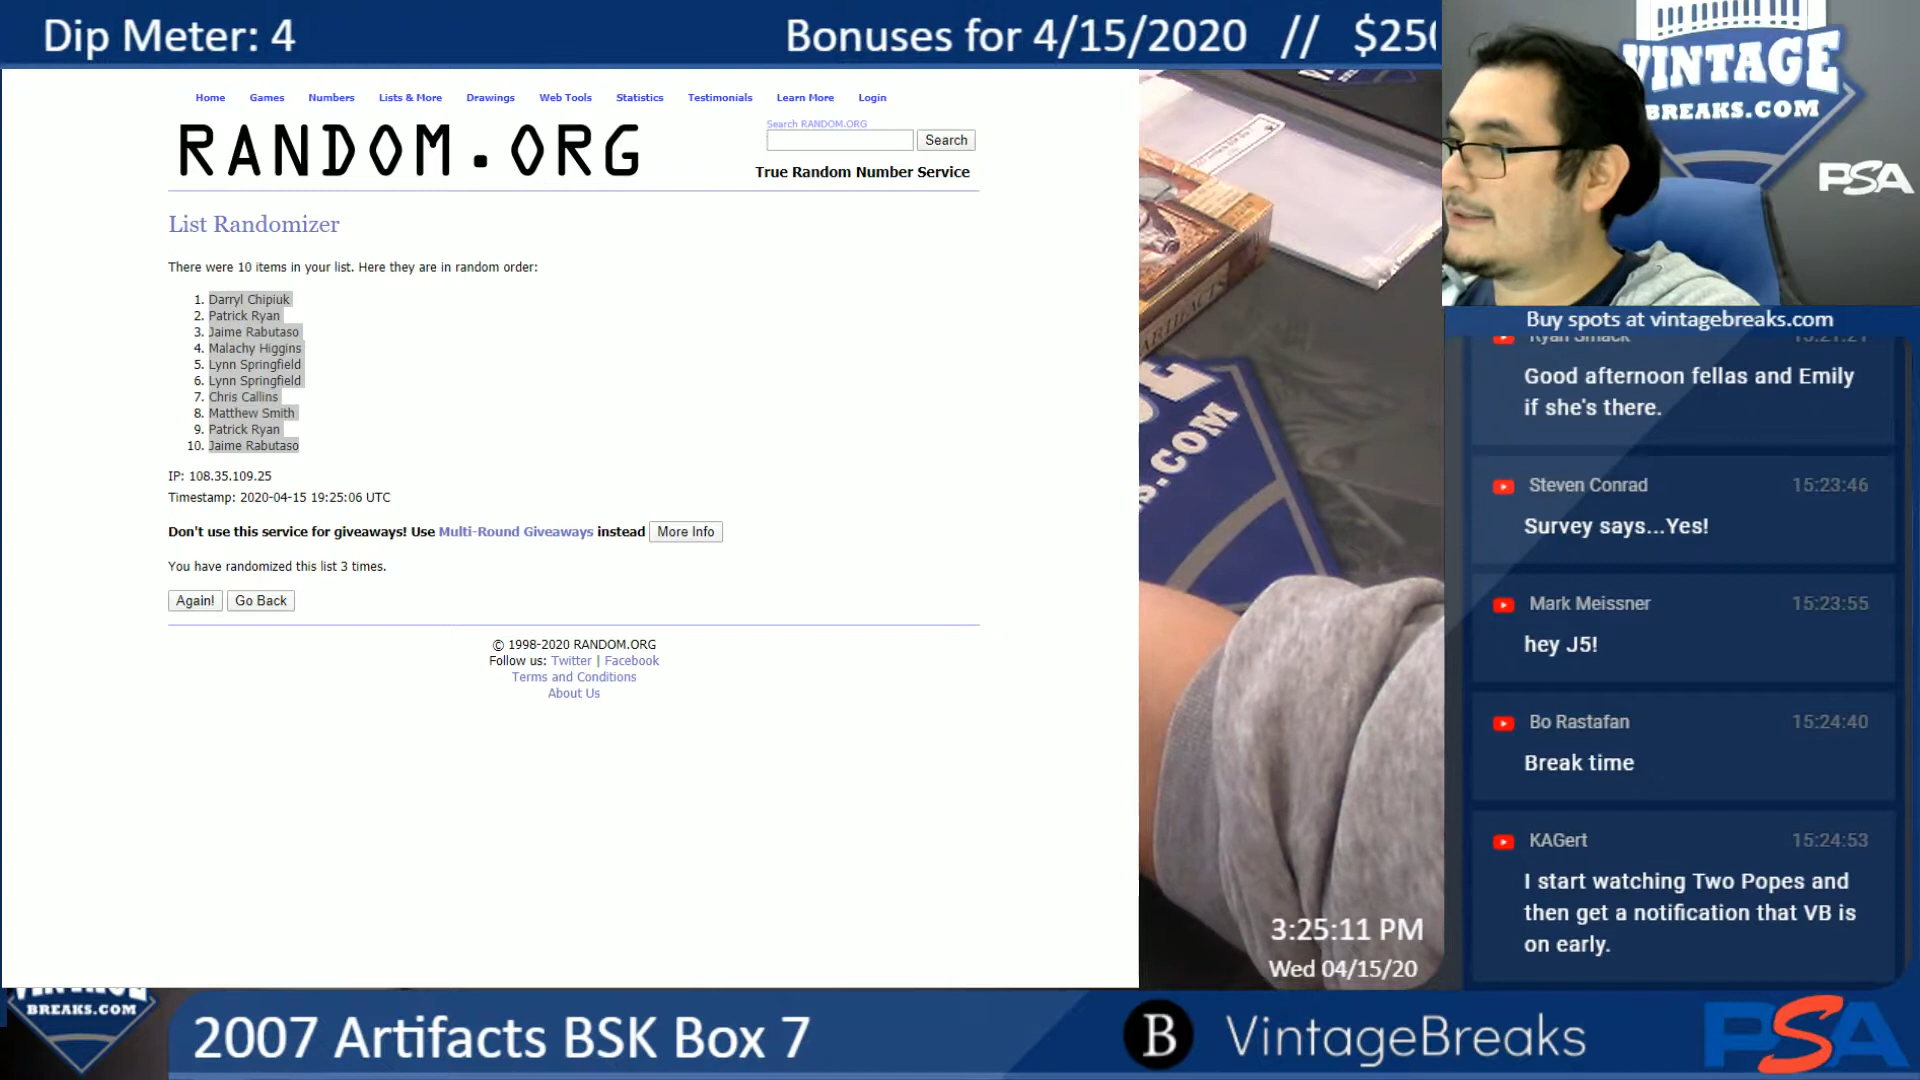 Dip Meter: 4
Bonuses for 4/15/2020 // $250
Home Games Numbers Lists & More Drawings Web Tools Statistics Testimonials Learn More Login
RANDOM.ORG
Search RANDOM.ORG
Search
True Random Number Service
List Randomizer
There were 10 items in your list. Here they are in random order:
1. Darryl Chipiuk
2. Patrick Ryan
3. Jaime Rabutaso
4. Malachy Higgins
5. Lynn Springfield
6. Lynn Springfield
7. Chris Callins
8. Matthew Smith
9. Patrick Ryan
10. Jaime Rabutaso
IP: 108.35.109.25
Timestamp: 2020-04-15 19:25:06 UTC
Don't use this service for giveaways! Use Multi-Round Giveaways instead More Info
You have randomized this list 3 times.
Again! Go Back
© 1998-2020 RANDOM.ORG
Follow us: Twitter | Facebook
Terms and Conditions
About Us
ARTIFACTS
.COM
3:25:11 PM
Wed 04/15/20
VINTAGE
BREAKS.COM
PSA
Buy spots at vintagebreaks.com
Ryan Smack 15:21:21
Good afternoon fellas and Emily
if she's there.
Steven Conrad 15:23:46
Survey says...Yes!
Mark Meissner 15:23:55
hey J5!
Bo Rastafan 15:24:40
Break time
KAGert 15:24:53
I start watching Two Popes and
then get a notification that VB is
on early.
VINTAGE
BREAKS.COM
2007 Artifacts BSK Box 7
B VintageBreaks
PSA